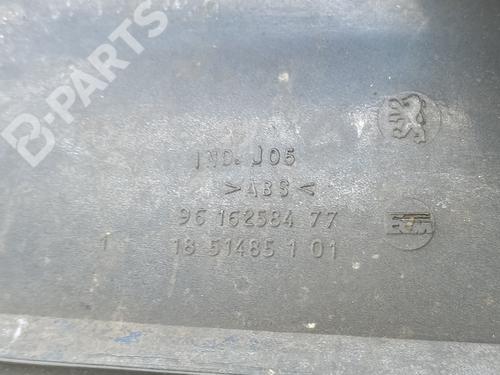 B-PARTS
IND. J05
>ABS<
96 162584 77
1 18 51485 1 01